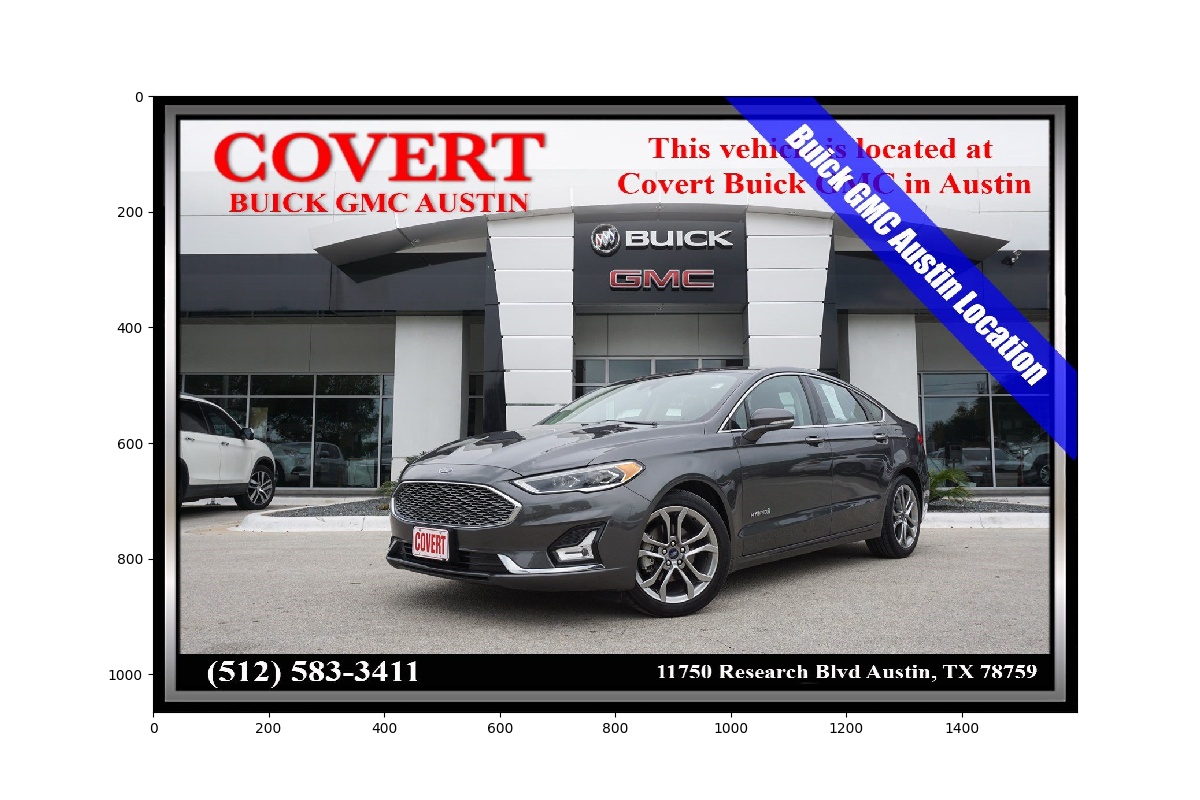 0
200
400
600
800
1000
0
200
400
600
800
1000
1200
1400
COVERT
BUICK GMC AUSTIN
This vehicle is located at
Covert Buick GMC in Austin
Buick GMC Austin Location
BUICK
GMC
COVERT
HYBRID
(512) 583-3411
11750 Research Blvd Austin, TX 78759